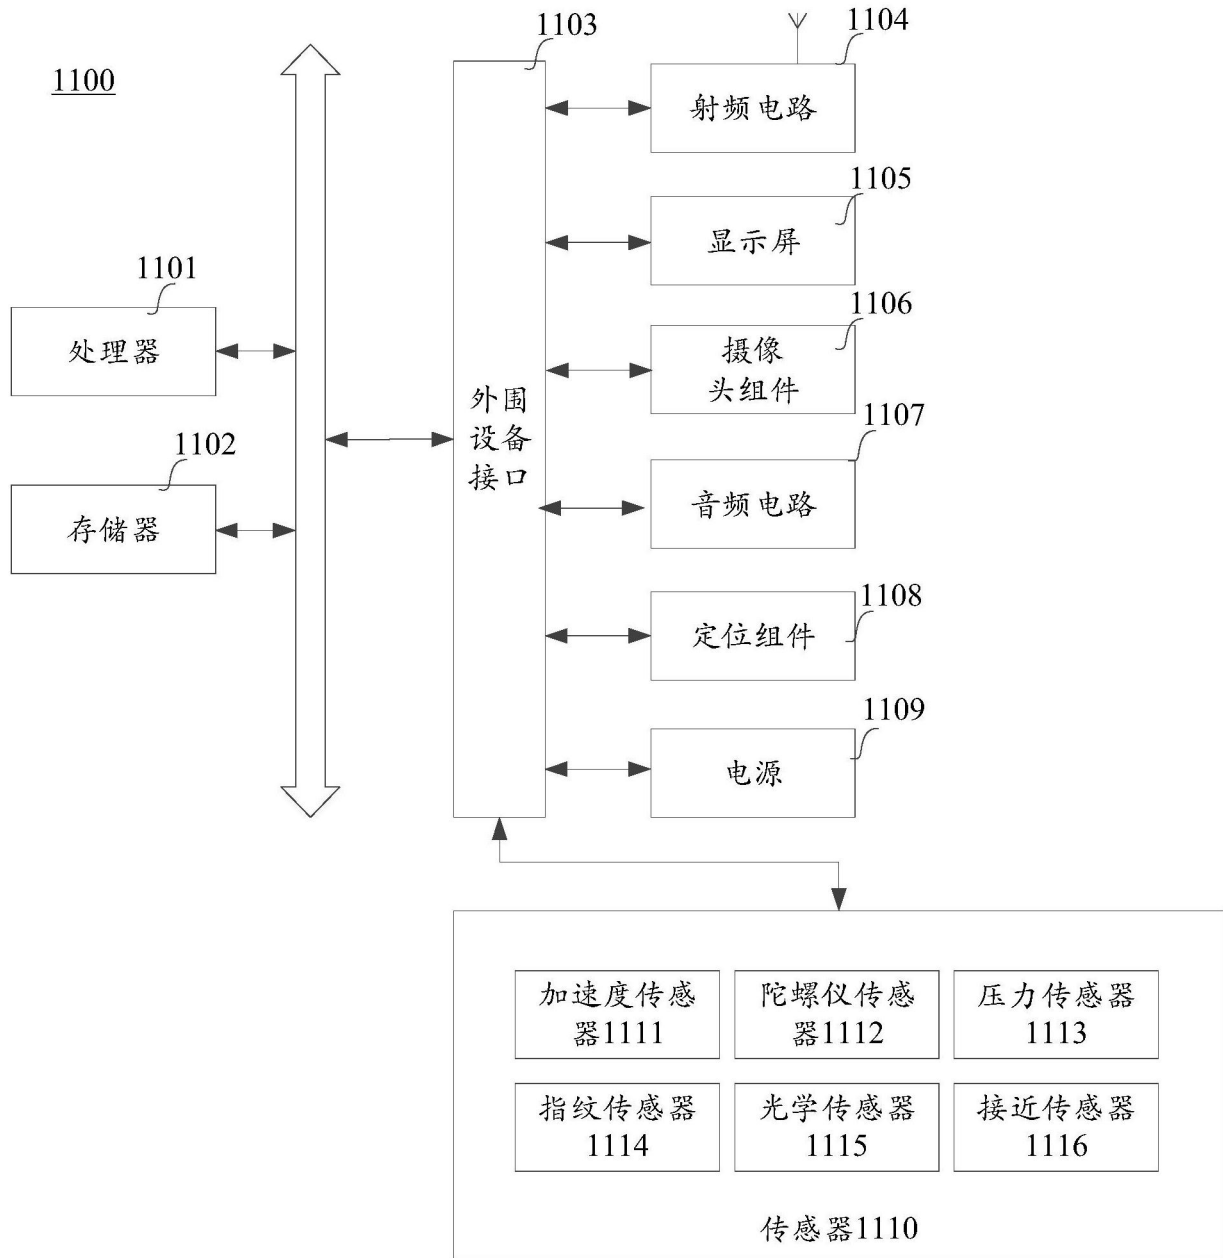 1100
1103
1104
射频电路
1105
显示屏
1101
处理器
1106
摄像
头组件
外围
设备
接口
1102
存储器
1107
音频电路
1108
定位组件
1109
电源
加速度传感
器1111
陀螺仪传感
器1112
压力传感器
1113
指纹传感器
1114
光学传感器
1115
接近传感器
1116
传感器1110